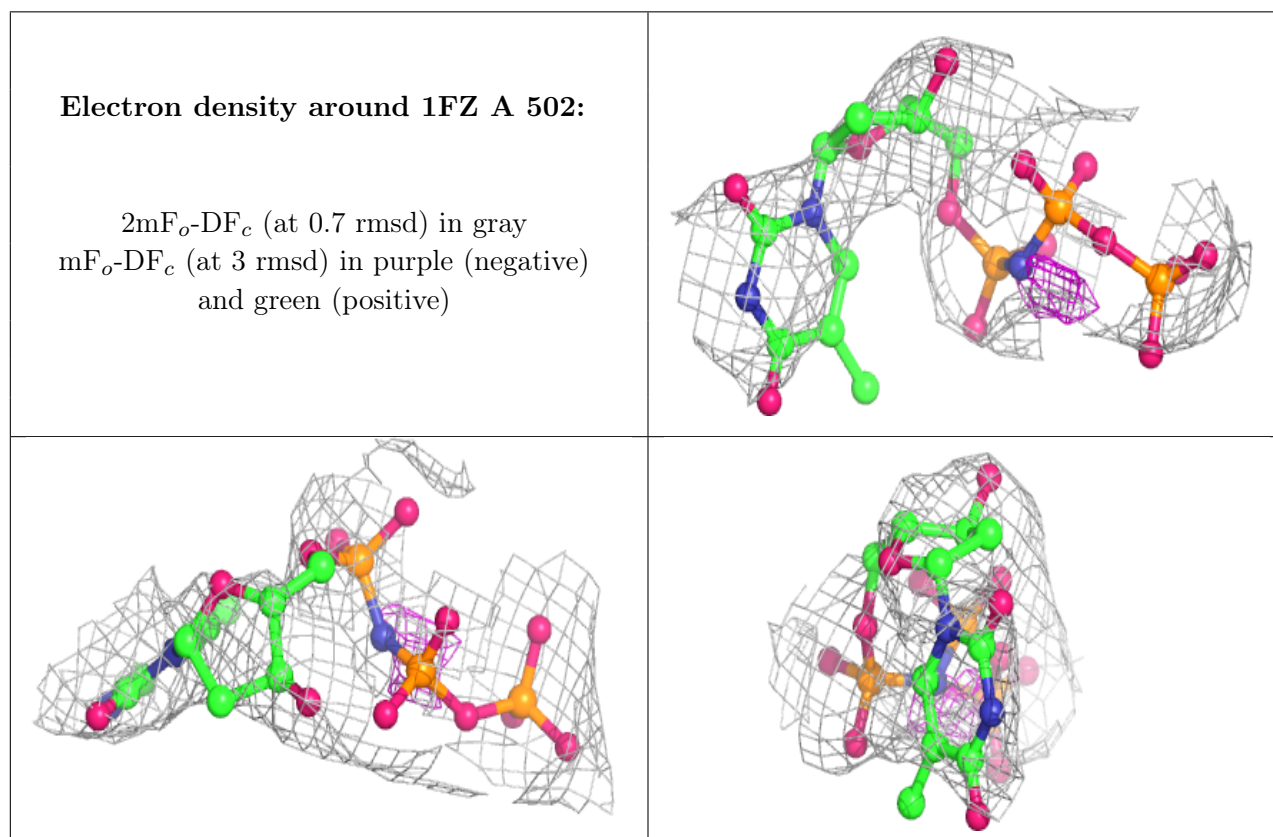 Electron density around 1FZ A 502:
2mFo-DFc (at 0.7 rmsd) in gray
mFo-DFc (at 3 rmsd) in purple (negative)
and green (positive)